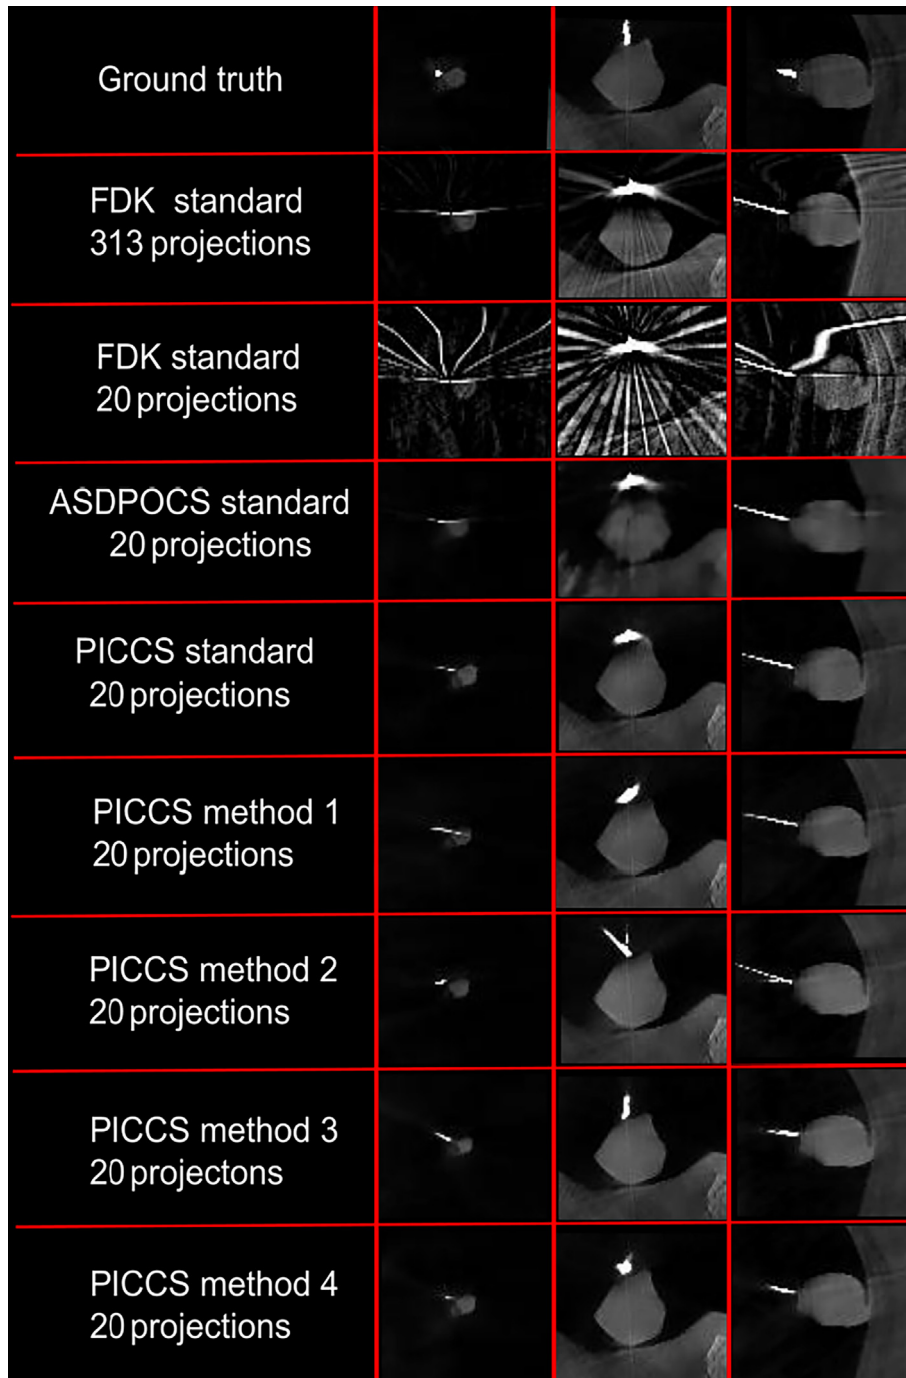 Ground truth
FDK standard
313 projections
FDK standard
20 projections
ASDPOCS standard
20 projections
PICCS standard
20 projections
PICCS method 1
20 projections
PICCS method 2
20 projections
PICCS method 3
20 projectons
PICCS method 4
20 projections